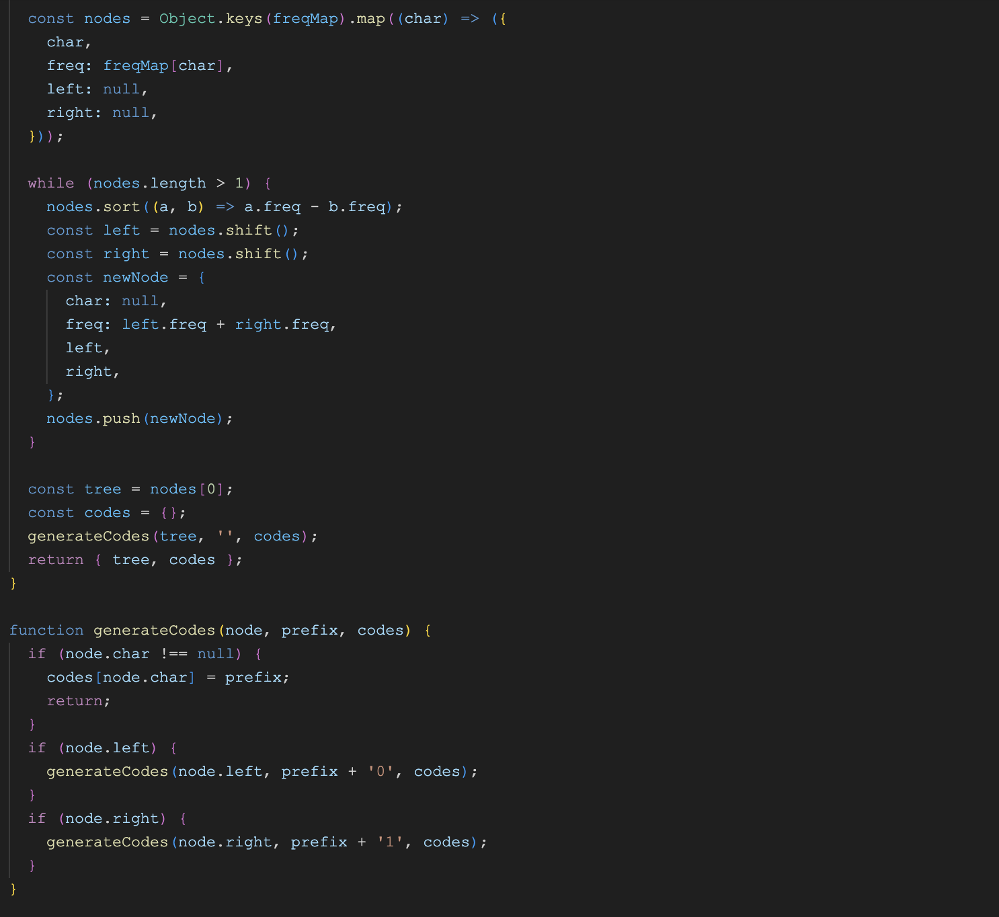 const nodes = Object.keys(freqMap).map((char) => ({
char,
freq: freqMap[char],
left: null,
right: null,
}));
while (nodes.length > 1) {
nodes.sort((a, b) => a.freq - b.freq);
const left = nodes.shift();
const right = nodes.shift();
const newNode = {
char: null,
freq: left.freq + right.freq,
left,
right,
};
nodes.push(newNode);
}
const tree = nodes[0];
const codes = {};
generateCodes(tree, '', codes);
return { tree, codes };
}
function generateCodes(node, prefix, codes) {
if (node.char !== null) {
codes[node.char] = prefix;
return;
}
if (node.left) {
generateCodes(node.left, prefix + '0', codes);
}
if (node.right) {
generateCodes(node.right, prefix + '1', codes);
}
}